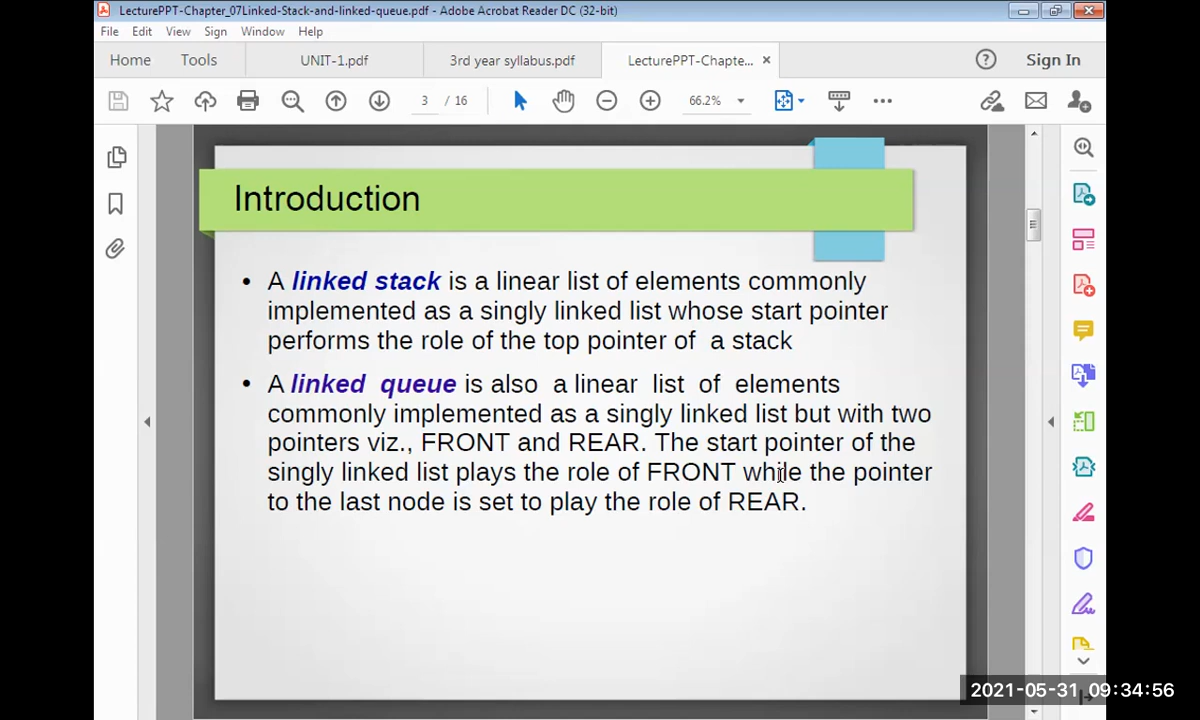 LecturePPT-Chapter_07Linked-Stack-and-linked-queue.pdf - Adobe Acrobat Reader DC (32-bit)
File Edit View Sign Window Help
Home Tools UNIT-1.pdf 3rd year syllabus.pdf LecturePPT-Chapte... × ? Sign In
3 / 16 66.2%
Introduction
• A linked stack is a linear list of elements commonly
implemented as a singly linked list whose start pointer
performs the role of the top pointer of a stack
• A linked queue is also a linear list of elements
commonly implemented as a singly linked list but with two
pointers viz., FRONT and REAR. The start pointer of the
singly linked list plays the role of FRONT while the pointer
to the last node is set to play the role of REAR.
2021-05-31 09:34:56